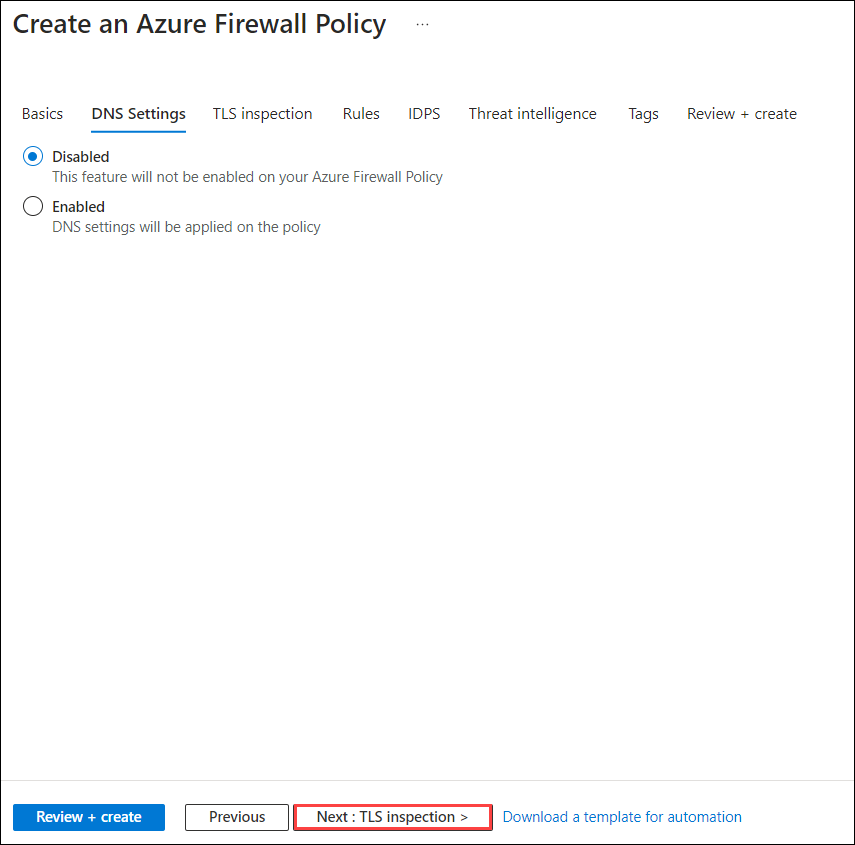 Create an Azure Firewall Policy ...
Basics DNS Settings TLS inspection Rules IDPS Threat intelligence Tags Review + create
Disabled
This feature will not be enabled on your Azure Firewall Policy
Enabled
DNS settings will be applied on the policy
Review + create Previous Next : TLS inspection > Download a template for automation